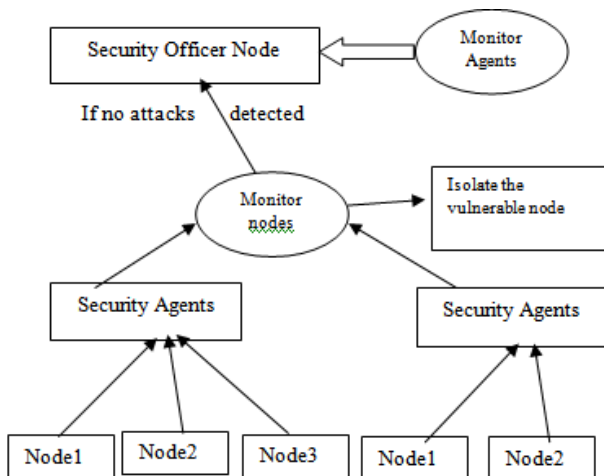 Security Officer Node
Monitor
Agents
If no attacks detected
Monitor
nodes
Isolate the
vulnerable node
Security Agents
Security Agents
Node1
Node2
Node3
Node1
Node2